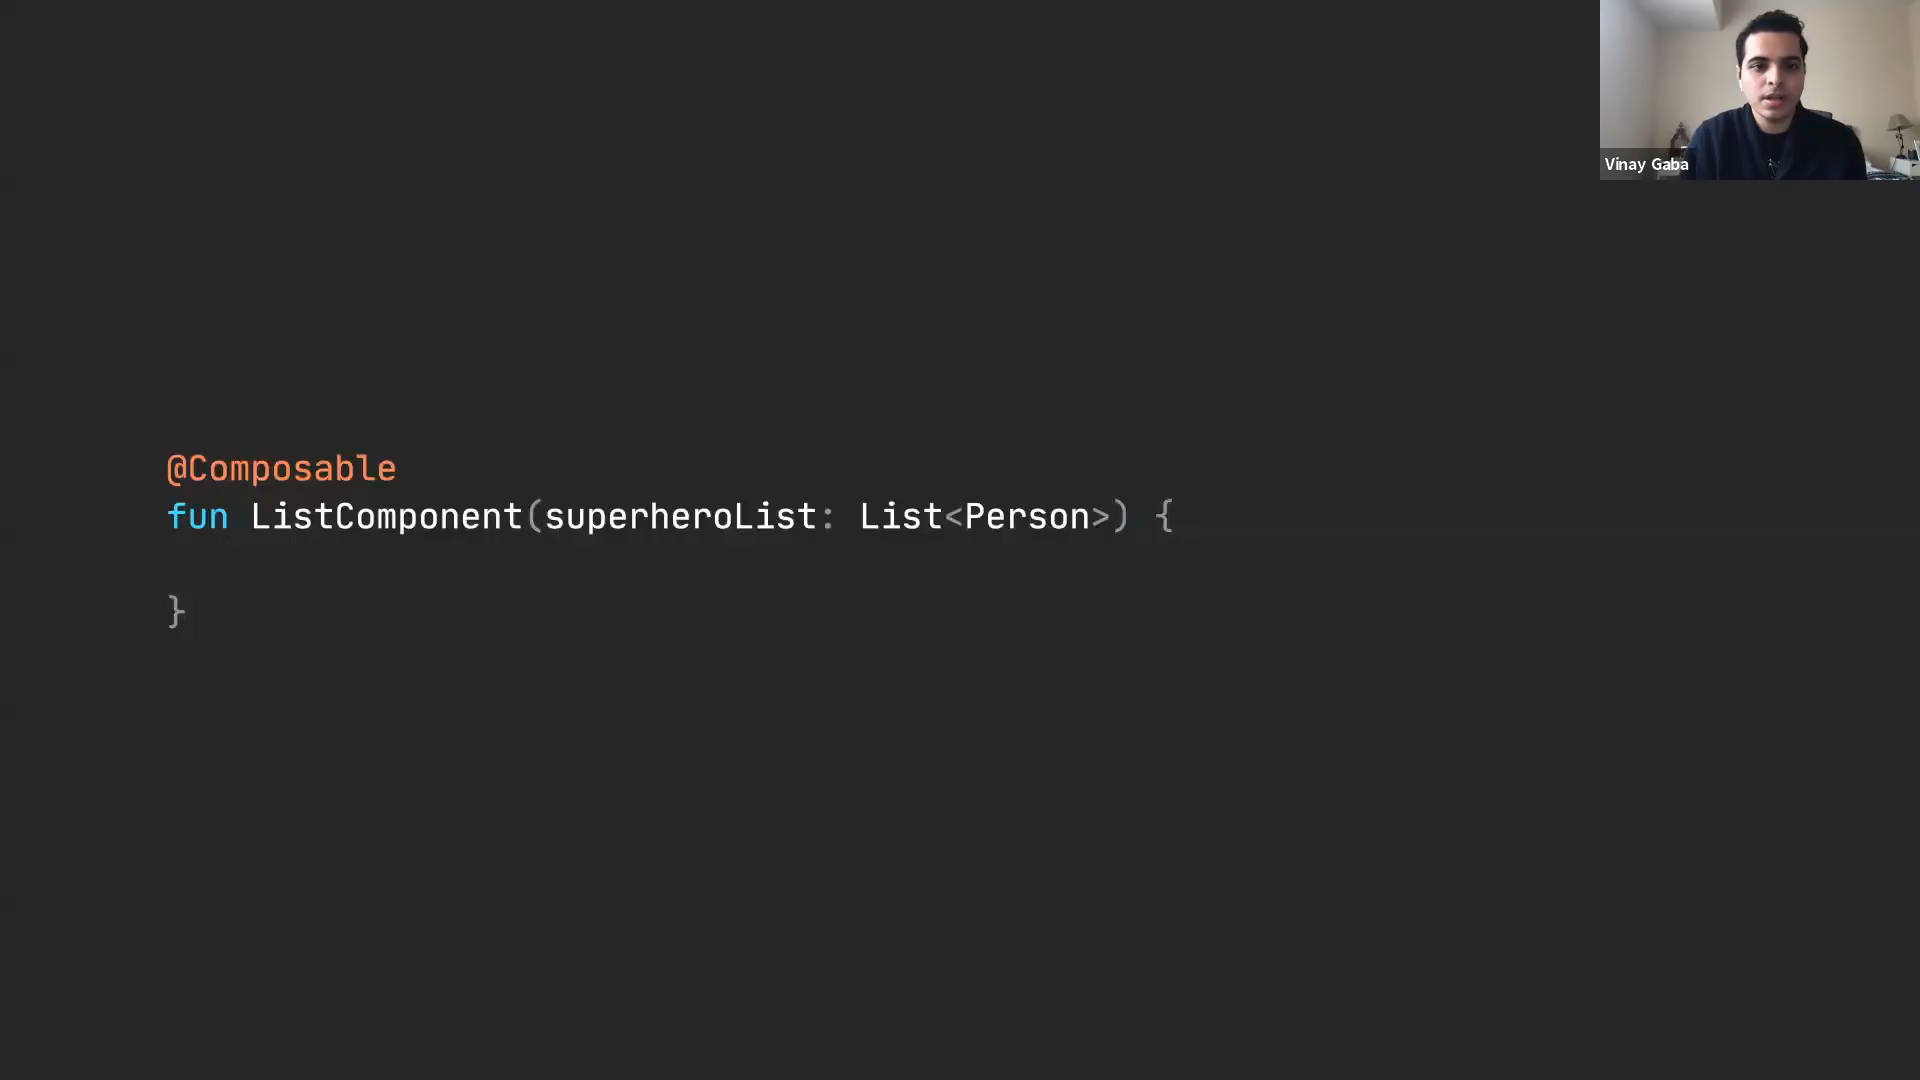 Vinay Gaba
@Composable
fun ListComponent(superheroList: List<Person>) {
}